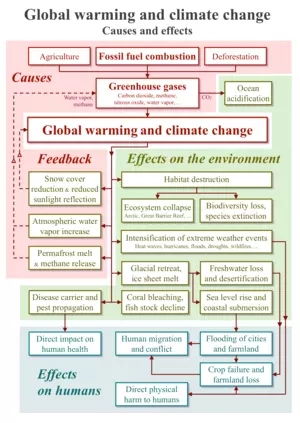 Global warming and climate change
Causes and effects
Agriculture
Fossil fuel combustion
Deforestation
Causes
Greenhouse gases
Carbon dioxide, methane,
nitrous oxide, water vapor,...
Water vapor,
methane
CO2
Ocean
acidification
Global warming and climate change
Feedback
Effects on the environment
Snow cover
reduction & reduced
sunlight reflection
Habitat destruction
Ecosystem collapse
Arctic, Great Barrier Reef, ...
Biodiversity loss,
species extinction
Atmospheric water
vapor increase
Intensification of extreme weather events
Heat waves, hurricanes, floods, droughts, wildfires,...
Permafrost melt
& methane release
Glacial retreat,
ice sheet melt
Freshwater loss
and desertification
Disease carrier and
pest propagation
Coral bleaching,
fish stock decline
Sea level rise and
coastal submersion
Direct impact on
human health
Human migration
and conflict
Flooding of cities
and farmland
Effects
on humans
Crop failure and
farmland loss
Direct physical
harm to humans